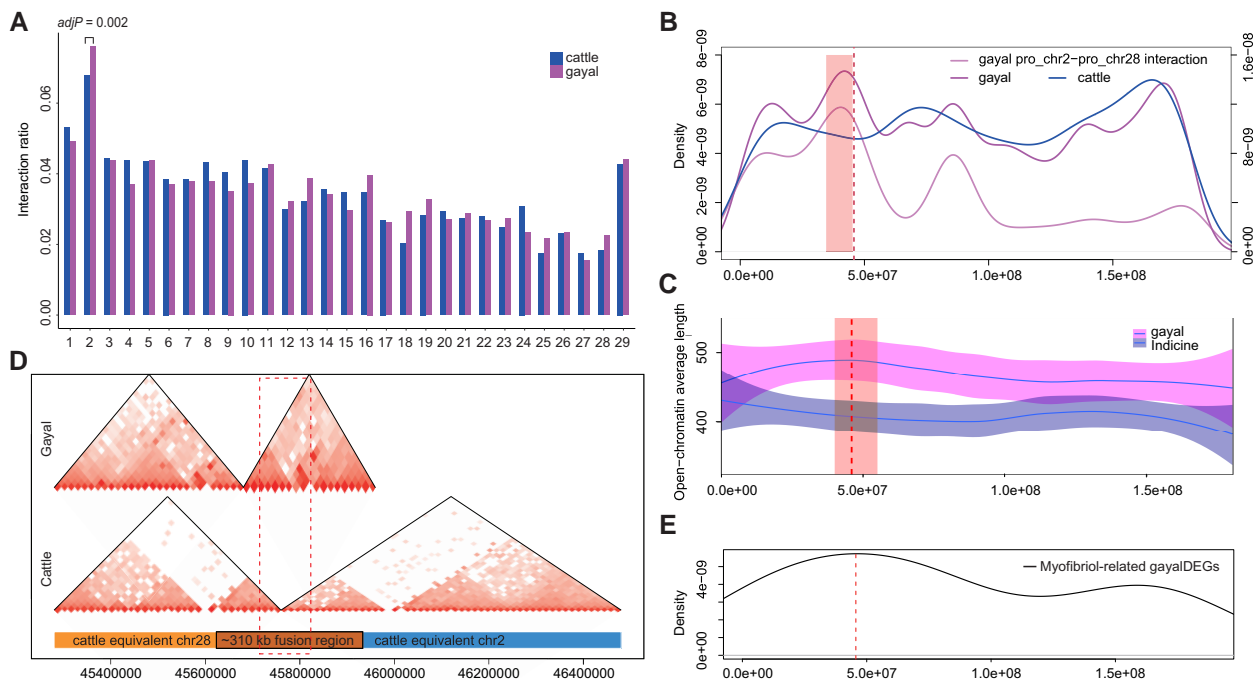 A
adjP = 0.002
cattle
gayal
Interaction ratio
0.00
0.02
0.04
0.06
1 2 3 4 5 6 7 8 9 10 11 12 13 14 15 16 17 18 19 20 21 22 23 24 25 26 27 28 29
B
gayal pro_chr2−pro_chr28 interaction
gayal
cattle
Density
0e+00
2e−09
4e−09
6e−09
8e−09
0e+00
8e−09
1.6e−08
0.0e+00 5.0e+07 1.0e+08 1.5e+08
C
gayal
Indicine
Open−chromatin average length
400
500
0.0e+00 5.0e+07 1.0e+08 1.5e+08
D
Gayal
Cattle
cattle equivalent chr28
~310 kb fusion region
cattle equivalent chr2
45400000 45600000 45800000 46000000 46200000 46400000
E
Myofibriol-related gayalDEGs
Density
0e+00
4e−09
0.0e+00 5.0e+07 1.0e+08 1.5e+08